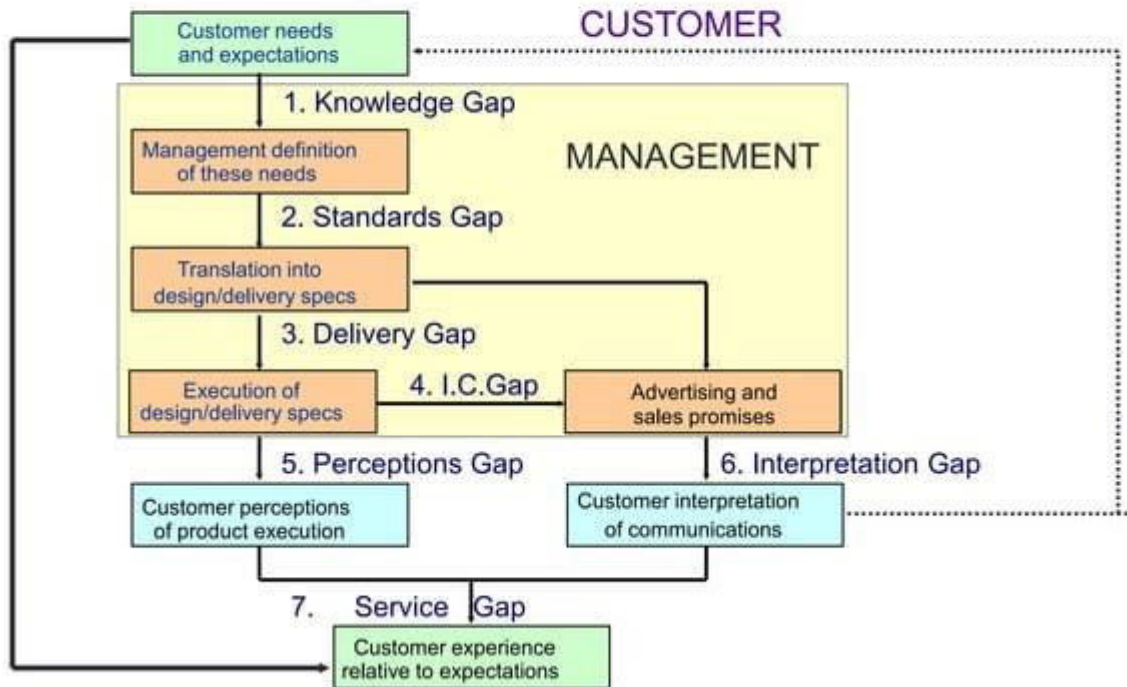 CUSTOMER
Customer needs
and expectations
1. Knowledge Gap
MANAGEMENT
Management definition
of these needs
2. Standards Gap
Translation into
design/delivery specs
3. Delivery Gap
Execution of
design/delivery specs
4. I.C.Gap
Advertising and
sales promises
5. Perceptions Gap
6. Interpretation Gap
Customer perceptions
of product execution
Customer interpretation
of communications
7. Service Gap
Customer experience
relative to expectations